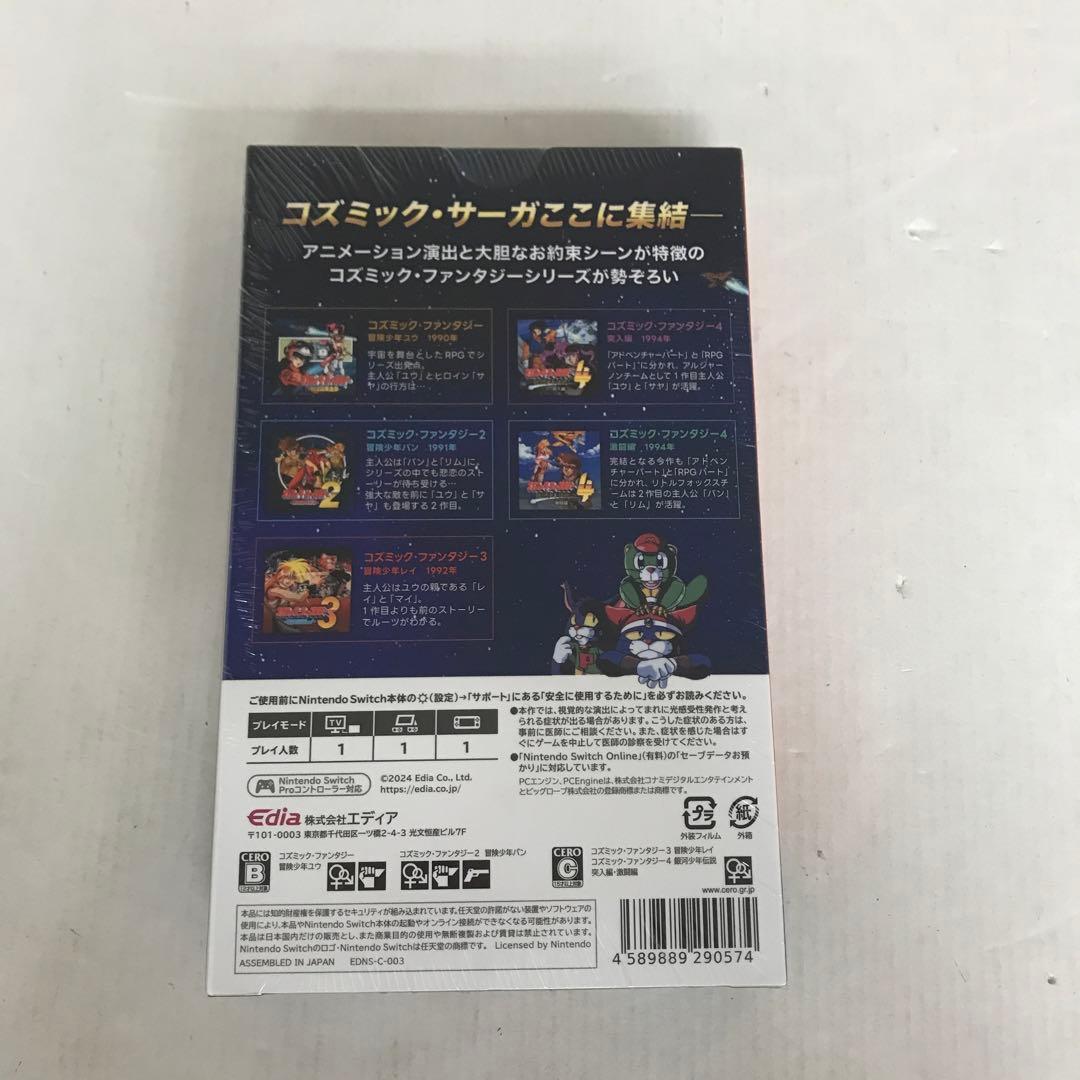 コズミック・サーガここに集結―
アニメーション演出と大胆なお約束シーンが特徴の
コズミック・ファンタジーシリーズが勢ぞろい
コズミック・ファンタジー
冒険少年ユウ 1990年
宇宙を舞台としたRPGでシ
リーズ出発点。
主人公「ユウ」とヒロイン「サ
ヤ」の行方は…
コズミック・ファンタジー2
冒険少年バン 1991年
主人公は「バン」と「リム」に
シリーズの中でも悲恋のスト
ーリーが待ち受ける…
強大な敵を前に「ユウ」と「サ
ヤ」も登場する2作目。
2
コズミック・ファンタジー3
冒険少年レイ 1992年
主人公はユウの親である「レ
イ」と「マイ」。
1作目よりも前のストーリー
でルーツがわかる。
3
コズミック・ファンタジー4
突入編 1994年
「アドベンチャーパート」と「RPG
パート」に分かれ、アルジャー
ノンチームとして1作目主人公
「ユウ」と「サヤ」が活躍。
4
コズミック・ファンタジー4
激闘編 1994年
完結となる今作も「アドベン
チャーパート」と「RPGパート」
に分かれ、リトルフォックスチ
ームは2作目の主人公「バン」
と「リム」が活躍。
4
ご使用前にNintendo Switch本体の(設定)→「サポート」にある「安全に使用するために」を必ずお読みください。
プレイモード TV
プレイ人数 1 1 1
Nintendo Switch
Proコントローラー対応
©2024 Edia Co., Ltd.
https://edia.co.jp/
●本作では、視覚的な演出によってまれに光感受性発作と考え
られる症状が出る場合があります。こうした症状のある方は、
事前に医師にご相談ください。また、症状を感じた場合はす
ぐにゲームを中止して医師の診察を受けてください。
●「Nintendo Switch Online」(有料)の「セーブデータお預
かり」に対応しています。
PCエンジン、PCEngineは、株式会社コナミデジタルエンタテインメント
とビッグローブ株式会社の登録商標または商標です。
Edia 株式会社エディア
〒101-0003 東京都千代田区一ツ橋2-4-3 光文恒産ビル7F
プラ
外装フィルム
紙
外箱
CERO
B
12才以上対象
コズミック・ファンタジー
冒険少年ユウ
コズミック・ファンタジー2 冒険少年バン
CERO
C
15才以上対象
コズミック・ファンタジー3 冒険少年レイ
コズミック・ファンタジー4 銀河少年伝説
突入編・激闘編
www.cero.gr.jp
本品には知的財産権を保護するセキュリティが組み込まれています。任天堂の許諾がない装置やソフトウェアの
使用により、本品やNintendo Switch本体の起動やオンライン接続ができなくなる可能性があります。
本品は日本国内だけの販売とし、また商業目的の使用や無断複製および賃貸は禁止されています。
Nintendo Switchのロゴ・Nintendo Switchは任天堂の商標です。 Licensed by Nintendo
ASSEMBLED IN JAPAN EDNS-C-003
4 589889 290574